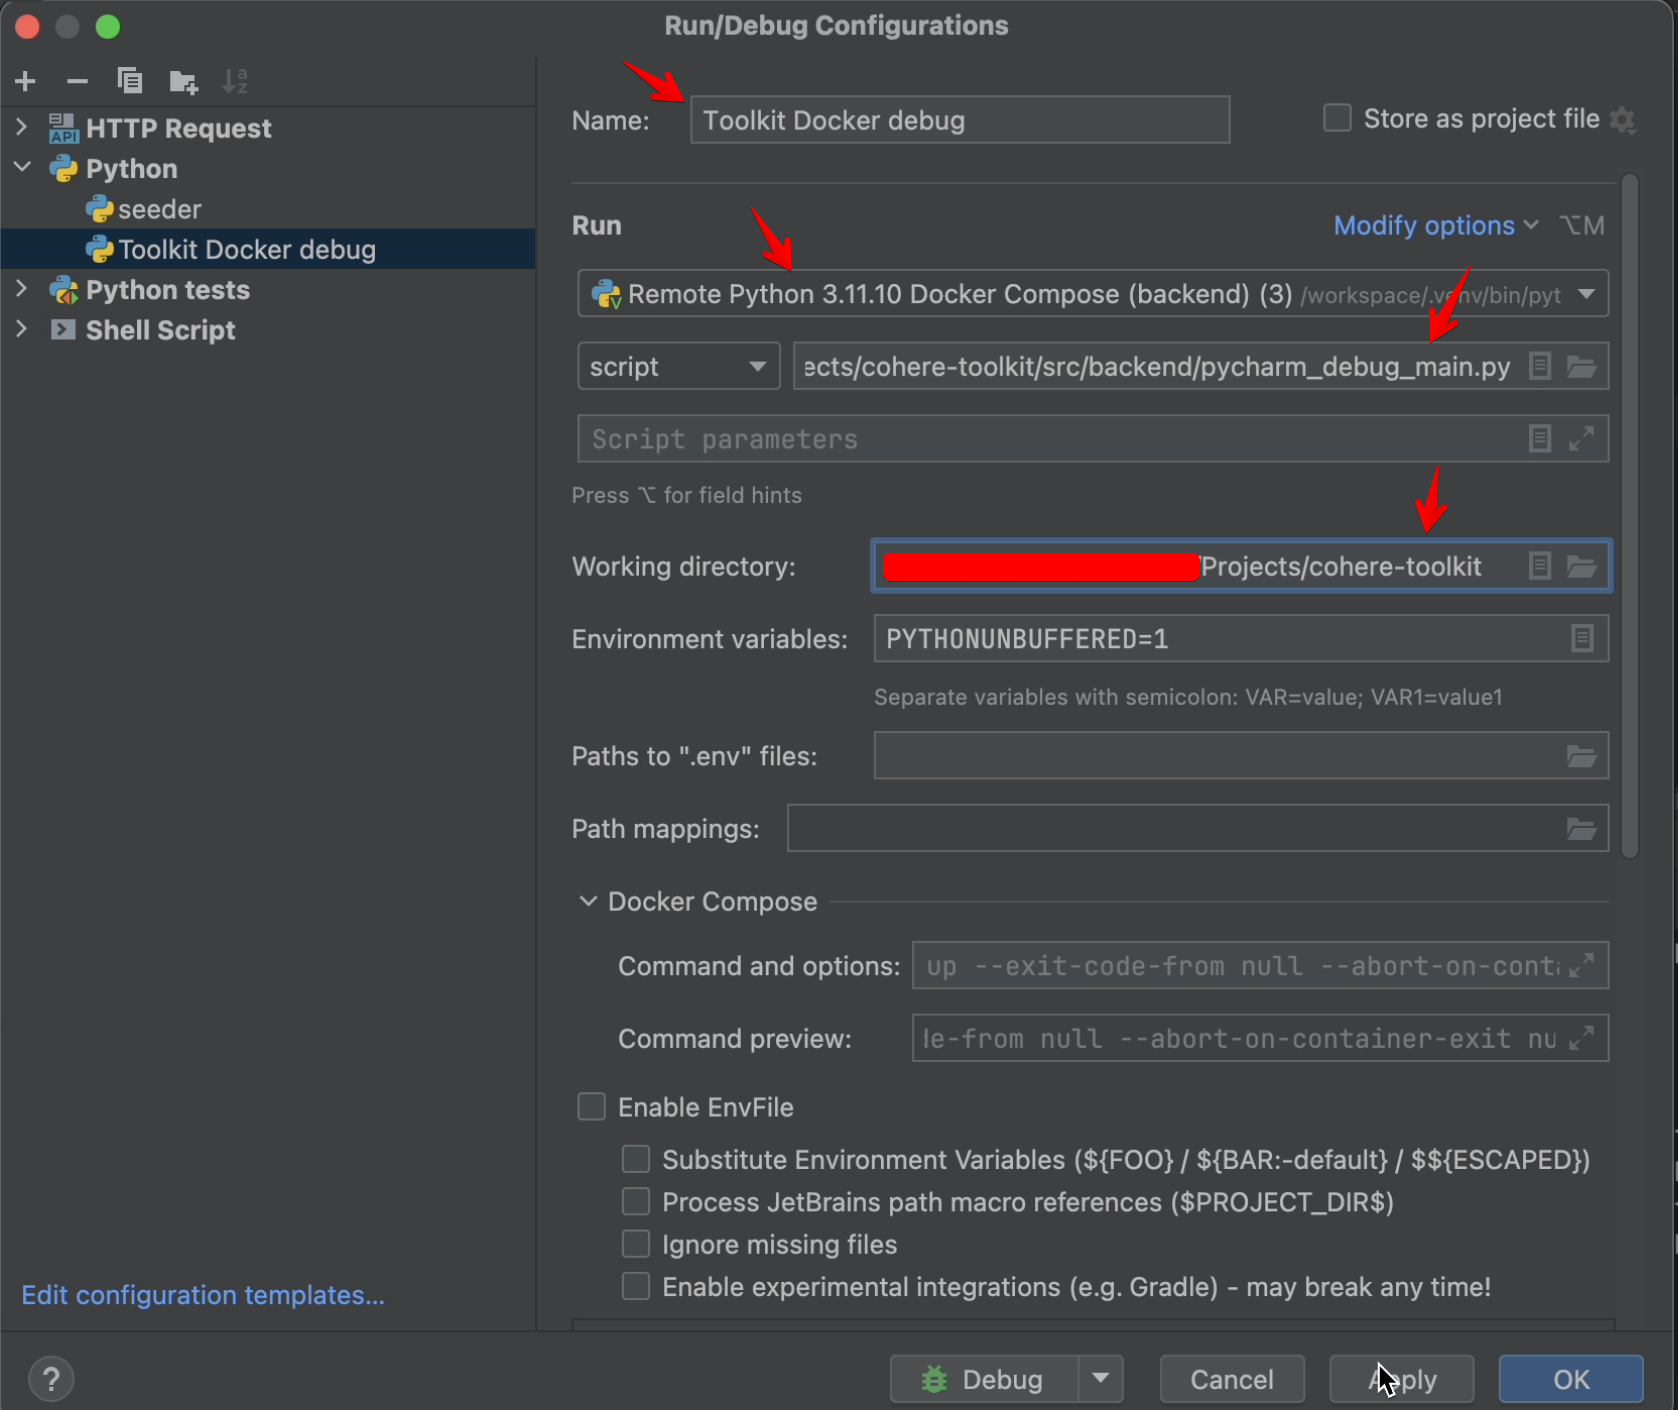 Run/Debug Configurations
HTTP Request
Python
seeder
Toolkit Docker debug
Python tests
Shell Script
Edit configuration templates...
Name: Toolkit Docker debug
Store as project file
Run
Modify options ⌥M
Remote Python 3.11.10 Docker Compose (backend) (3) /workspace/.venv/bin/pyt
script
ects/cohere-toolkit/src/backend/pycharm_debug_main.py
Script parameters
Press ⌥ for field hints
Working directory: /Projects/cohere-toolkit
Environment variables: PYTHONUNBUFFERED=1
Separate variables with semicolon: VAR=value; VAR1=value1
Paths to ".env" files:
Path mappings:
Docker Compose
Command and options: up --exit-code-from null --abort-on-conta
Command preview: le-from null --abort-on-container-exit nu
Enable EnvFile
Substitute Environment Variables (${FOO} / ${BAR:-default} / $${ESCAPED})
Process JetBrains path macro references ($PROJECT_DIR$)
Ignore missing files
Enable experimental integrations (e.g. Gradle) - may break any time!
? Debug Cancel Apply OK